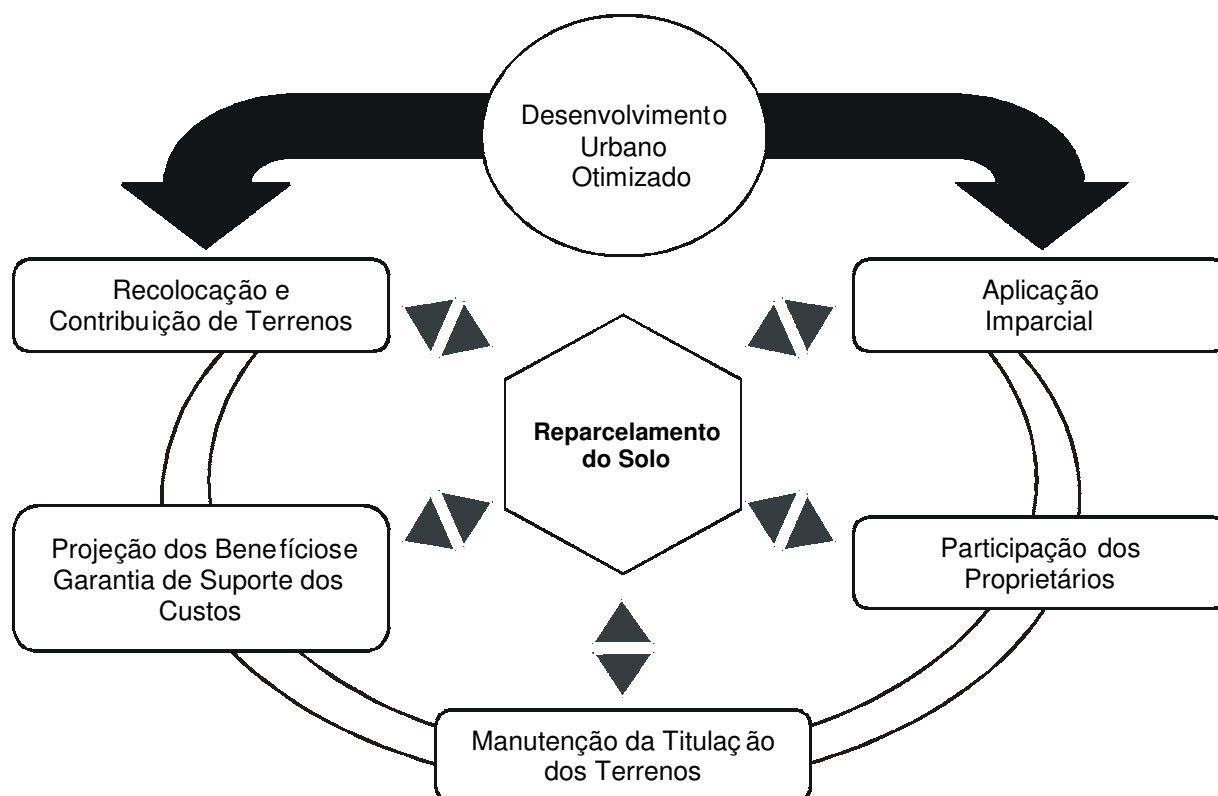 Desenvolvimento
Urbano
Otimizado
Recolocação e
Contribuição de Terrenos
Aplicação
Imparcial
Reparcelamento
do Solo
Projeção dos Benefíciose
Garantia de Suporte dos
Custos
Participação dos
Proprietários
Manutenção da Titulação
dos Terrenos